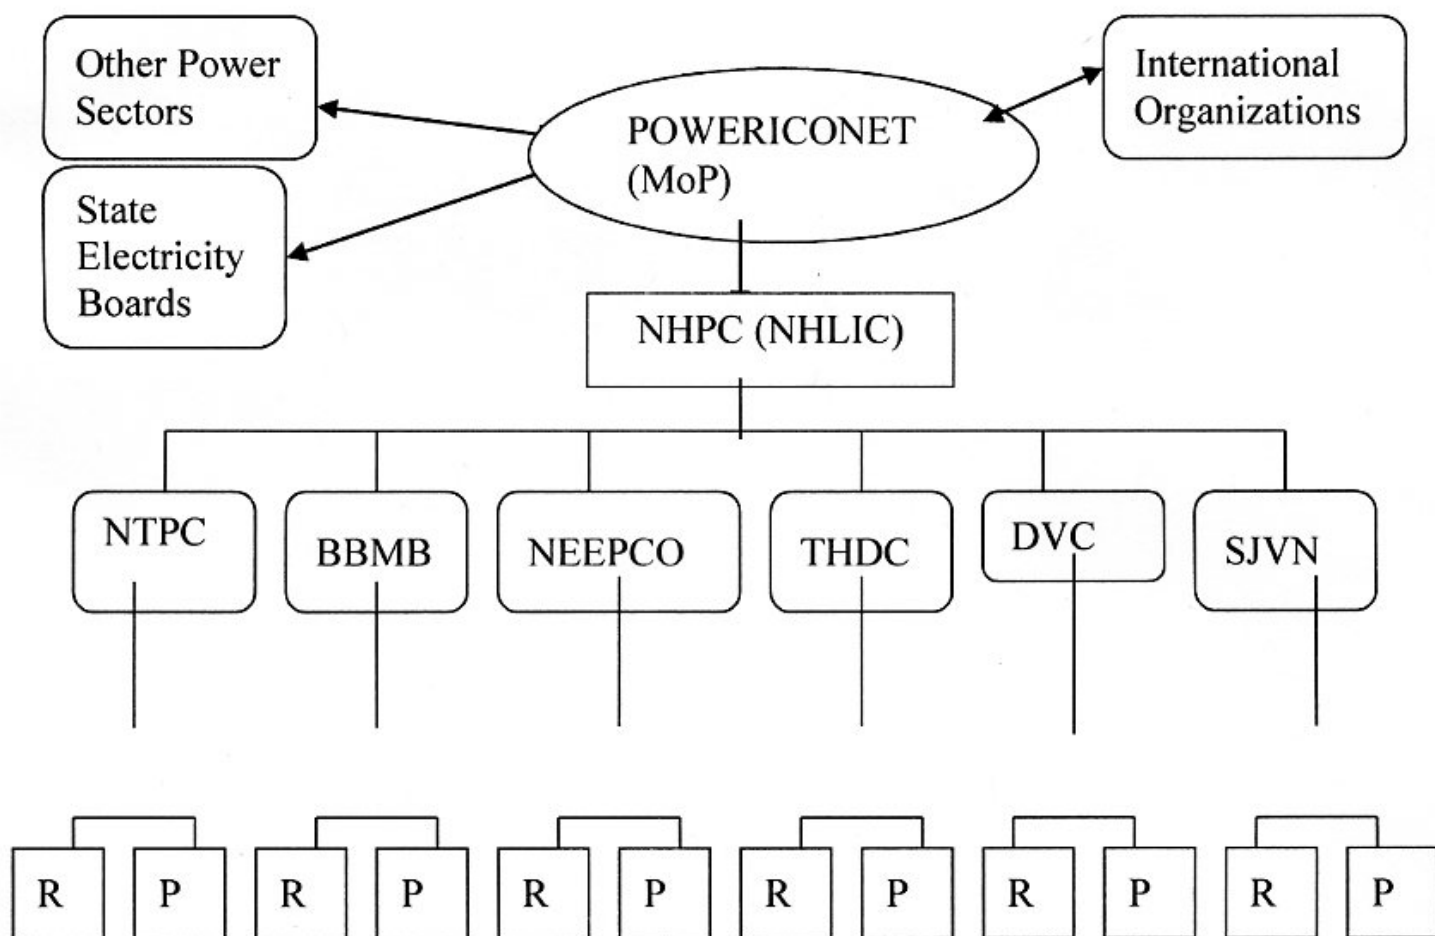 Other Power
Sectors
POWERICONET
(MoP)
International
Organizations
State
Electricity
Boards
NHPC (NHLIC)
NTPC
BBMB
NEEPCO
THDC
DVC
SJVN
R
P
R
P
R
P
R
P
R
P
R
P